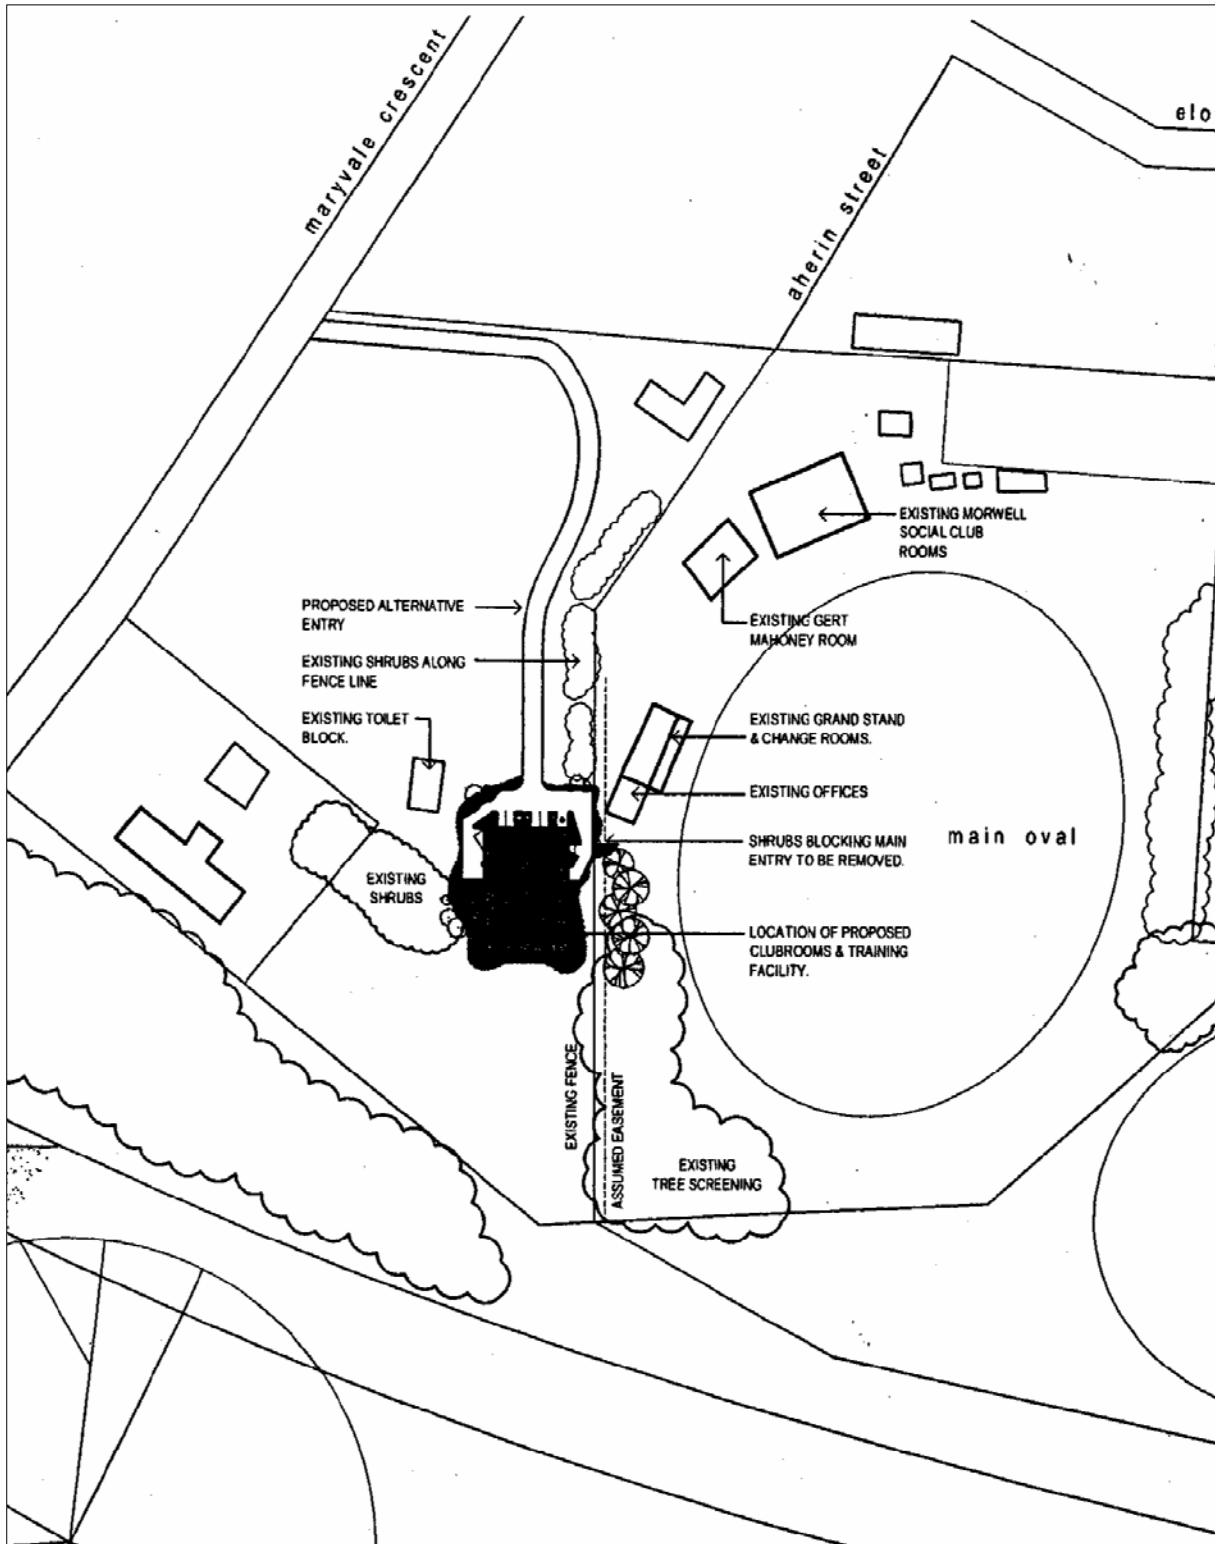 maryvale crescent
elo
aherin street
EXISTING MORWELL
SOCIAL CLUB
ROOMS
PROPOSED ALTERNATIVE
ENTRY
EXISTING GERT
MAHONEY ROOM
EXISTING SHRUBS ALONG
FENCE LINE
EXISTING TOILET
BLOCK.
EXISTING GRAND STAND
& CHANGE ROOMS.
EXISTING OFFICES
SHRUBS BLOCKING MAIN
ENTRY TO BE REMOVED.
main oval
EXISTING
SHRUBS
LOCATION OF PROPOSED
CLUBROOMS & TRAINING
FACILITY.
EXISTING FENCE
ASSUMED EASEMENT
EXISTING
TREE SCREENING